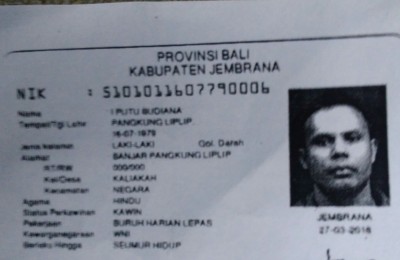 PROVINSI BALI
KABUPATEN JEMBRANA
NIK : 5101011607790006
Nama : I PUTU BUDIANA
Tempat/Tgl Lahir : PANGKUNG LIPLIP
16-07-1979
Jenis Kelamin : LAKI-LAKI Gol. Darah
Alamat : BANJAR PANGKUNG LIPLIP
RT/RW : 000/000
Kel/Desa : KALIAKAH
Kecamatan : NEGARA
Agama : HINDU
Status Perkawinan : KAWIN
Pekerjaan : BURUH HARIAN LEPAS
Kewarganegaraan : WNI
Berlaku Hingga : SEUMUR HIDUP
JEMBRANA
27-03-2018